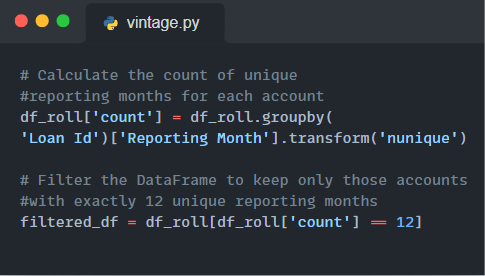 vintage.py
# Calculate the count of unique
#reporting months for each account
df_roll['count'] = df_roll.groupby(
'Loan Id')['Reporting Month'].transform('nunique')
# Filter the DataFrame to keep only those accounts
#with exactly 12 unique reporting months
filtered_df = df_roll[df_roll['count'] == 12]